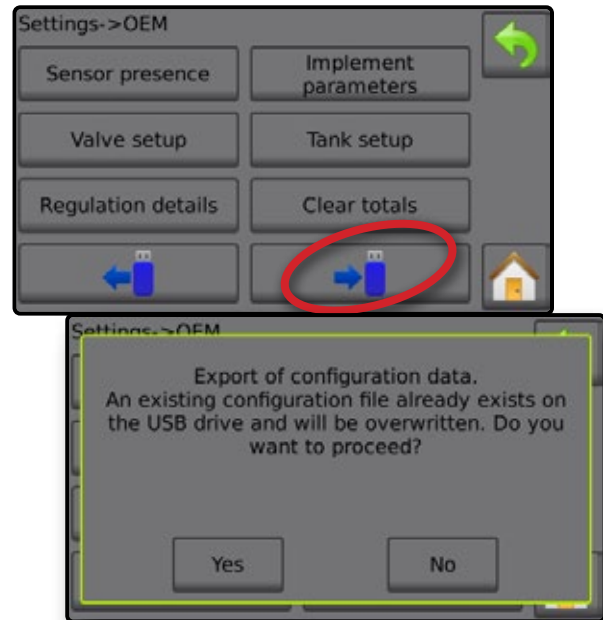 Settings->OEM
Sensor presence
Implement
parameters
Valve setup
Tank setup
Regulation details
Clear totals
Settings->OEM
Export of configuration data.
An existing configuration file already exists on
the USB drive and will be overwritten. Do you
want to proceed?
Yes
No